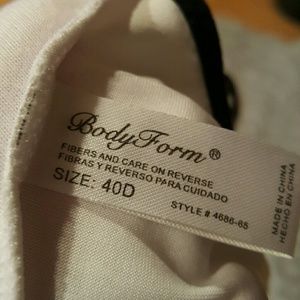 BodyForm®
FIBERS AND CARE ON REVERSE
FIBRAS Y REVERSO PARA CUIDADO
SIZE: 40D
STYLE # 4686-65
MADE IN CHINA
HECHO EN CHINA